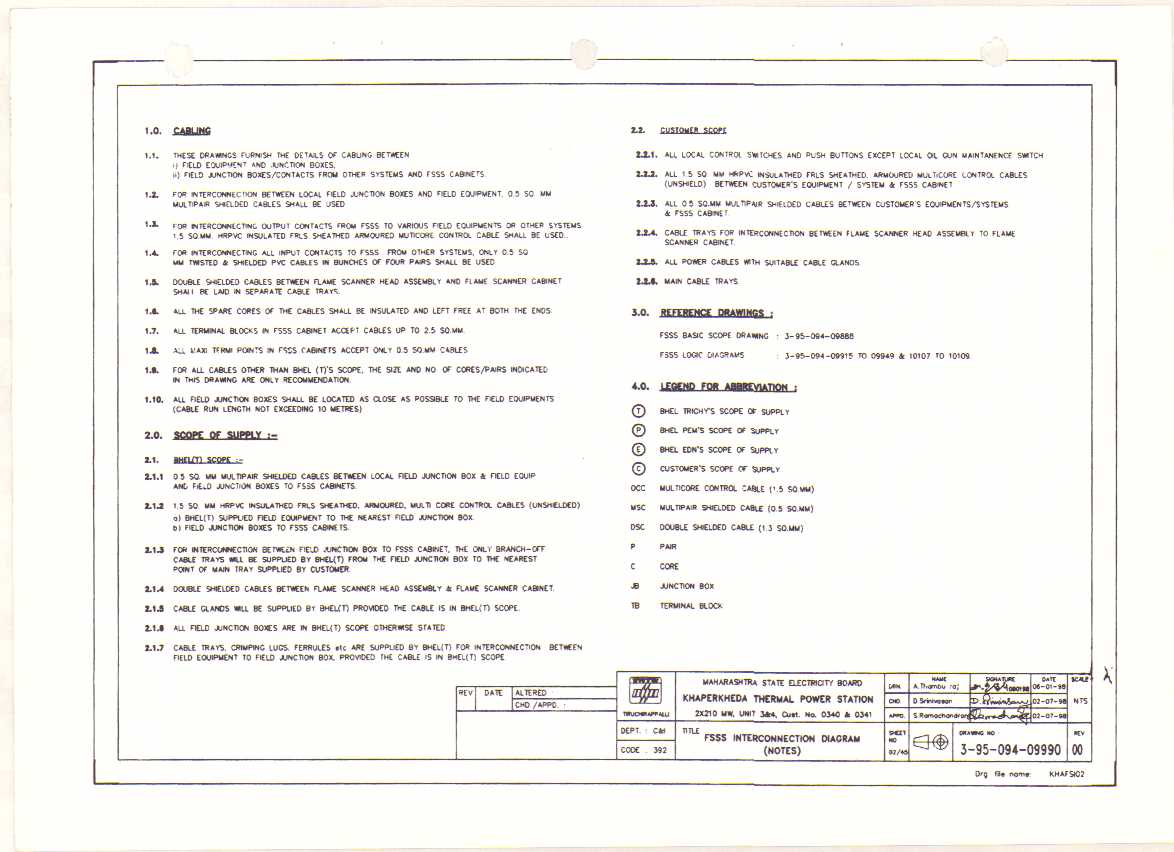 1.0. CABLING
1.1. THESE DRAWINGS FURNISH THE DETAILS OF CABLING BETWEEN
i) FIELD EQUIPMENT AND JUNCTION BOXES,
ii) FIELD JUNCTION BOXES/CONTACTS FROM OTHER SYSTEMS AND FSSS CABINETS.
1.2. FOR INTERCONNECTION BETWEEN LOCAL FIELD JUNCTION BOXES AND FIELD EQUIPMENT, 0.5 SQ. MM
MULTIPAIR SHIELDED CABLES SHALL BE USED
1.3. FOR INTERCONNECTING OUTPUT CONTACTS FROM FSSS TO VARIOUS FIELD EQUIPMENTS OR OTHER SYSTEMS
1.5 SQ.MM. HRPVC INSULATED FRLS SHEATHED ARMOURED MUTICORE CONTROL CABLE SHALL BE USED.
1.4. FOR INTERCONNECTING ALL INPUT CONTACTS TO FSSS FROM OTHER SYSTEMS, ONLY 0.5 SQ
MM TWISTED & SHIELDED PVC CABLES IN BUNCHES OF FOUR PAIRS SHALL BE USED
1.5. DOUBLE SHIELDED CABLES BETWEEN FLAME SCANNER HEAD ASSEMBLY AND FLAME SCANNER CABINET
SHALL BE LAID IN SEPARATE CABLE TRAYS.
1.6. ALL THE SPARE CORES OF THE CABLES SHALL BE INSULATED AND LEFT FREE AT BOTH THE ENDS
1.7. ALL TERMINAL BLOCKS IN FSSS CABINET ACCEPT CABLES UP TO 2.5 SQ.MM.
1.8. ALL MAXI TERMI POINTS IN FSSS CABINETS ACCEPT ONLY 0.5 SQ.MM CABLES
1.8. FOR ALL CABLES OTHER THAN BHEL (T)'S SCOPE, THE SIZE AND NO OF CORES/PAIRS INDICATED
IN THIS DRAWING ARE ONLY RECOMMENDATION.
1.10. ALL FIELD JUNCTION BOXES SHALL BE LOCATED AS CLOSE AS POSSIBLE TO THE FIELD EQUIPMENTS
(CABLE RUN LENGTH NOT EXCEEDING 10 METRES)
2.0. SCOPE OF SUPPLY :-
2.1. BHEL(T) SCOPE :-
2.1.1 0.5 SQ. MM MULTIPAIR SHIELDED CABLES BETWEEN LOCAL FIELD JUNCTION BOX & FIELD EQUIP
AND FIELD JUNCTION BOXES TO FSSS CABINETS.
2.1.2 1.5 SQ. MM HRPVC INSULATED FRLS SHEATHED, ARMOURED, MULTI CORE CONTROL CABLES (UNSHIELDED)
a) BHEL(T) SUPPLIED FIELD EQUIPMENT TO THE NEAREST FIELD JUNCTION BOX.
b) FIELD JUNCTION BOXES TO FSSS CABINETS.
2.1.3 FOR INTERCONNECTION BETWEEN FIELD JUNCTION BOX TO FSSS CABINET, THE ONLY BRANCH-OFF
CABLE TRAYS WILL BE SUPPLIED BY BHEL(T) FROM THE FIELD JUNCTION BOX TO THE NEAREST
POINT OF MAIN TRAY SUPPLIED BY CUSTOMER.
2.1.4 DOUBLE SHIELDED CABLES BETWEEN FLAME SCANNER HEAD ASSEMBLY & FLAME SCANNER CABINET.
2.1.5 CABLE GLANDS WILL BE SUPPLIED BY BHEL(T) PROVIDED THE CABLE IS IN BHEL(T) SCOPE.
2.1.6 ALL FIELD JUNCTION BOXES ARE IN BHEL(T) SCOPE OTHERWISE STATED
2.1.7 CABLE TRAYS, CRIMPING LUGS, FERRULES etc ARE SUPPLIED BY BHEL(T) FOR INTERCONNECTION BETWEEN
FIELD EQUIPMENT TO FIELD JUNCTION BOX, PROVIDED THE CABLE IS IN BHEL(T) SCOPE
2.2. CUSTOMER SCOPE
2.2.1. ALL LOCAL CONTROL SWITCHES AND PUSH BUTTONS EXCEPT LOCAL OIL GUN MAINTANENCE SWITCH
2.2.2. ALL 1.5 SQ. MM HRPVC INSULATHED FRLS SHEATHED, ARMOURED MULTICORE CONTROL CABLES
(UNSHIELD) BETWEEN CUSTOMER'S EQUIPMENT / SYSTEM & FSSS CABINET
2.2.3. ALL 0.5 SQ.MM MULTIPAIR SHIELDED CABLES BETWEEN CUSTOMER'S EQUIPMENTS/SYSTEMS
& FSSS CABINET.
2.2.4. CABLE TRAYS FOR INTERCONNECTION BETWEEN FLAME SCANNER HEAD ASSEMBLY TO FLAME
SCANNER CABINET.
2.2.5. ALL POWER CABLES WITH SUITABLE CABLE GLANDS.
2.2.6. MAIN CABLE TRAYS
3.0. REFERENCE DRAWINGS :
FSSS BASIC SCOPE DRAWING : 3-95-094-09888
FSSS LOGIC DIAGRAMS : 3-95-094-09915 TO 09949 & 10107 TO 10109
4.0. LEGEND FOR ABBREVIATION :
T BHEL TRICHY'S SCOPE OF SUPPLY
P BHEL PEM'S SCOPE OF SUPPLY
E BHEL EDN'S SCOPE OF SUPPLY
C CUSTOMER'S SCOPE OF SUPPLY
OCC MULTICORE CONTROL CABLE (1.5 SQ.MM)
MSC MULTIPAIR SHIELDED CABLE (0.5 SQ.MM)
DSC DOUBLE SHIELDED CABLE (1.3 SQ.MM)
P PAIR
C CORE
JB JUNCTION BOX
TB TERMINAL BLOCK
REV DATE ALTERED :
CHD./APPD. :
TIRUCHIRAPPALLI
DEPT. : C&I
CODE . 392
MAHARASHTRA STATE ELECTRICITY BOARD
KHAPERKHEDA THERMAL POWER STATION
2X210 MW, UNIT 3&4, Cust. No. 0340 & 0341
TITLE FSSS INTERCONNECTION DIAGRAM
(NOTES)
NAME SIGNATURE DATE SCALE
DRN. A.Thambu raj 06-01-98
CHD. D.Srinivasan 02-07-98 NTS
APPD. S.Ramachandran 02-07-98
SHEET NO 02/45
DRAWING NO 3-95-094-09990
REV 00
Drg file name: KHAFSI02